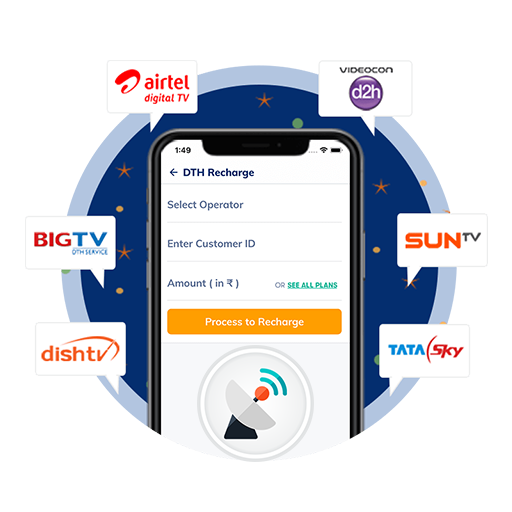 airtel
digital TV
VIDEOCON
d2h
1:49
← DTH Recharge
Select Operator
BIGTV
DTH SERVICE
Enter Customer ID
SUN TV
Amount ( in ₹ )
OR SEE ALL PLANS
Process to Recharge
dishtv
TATA Sky